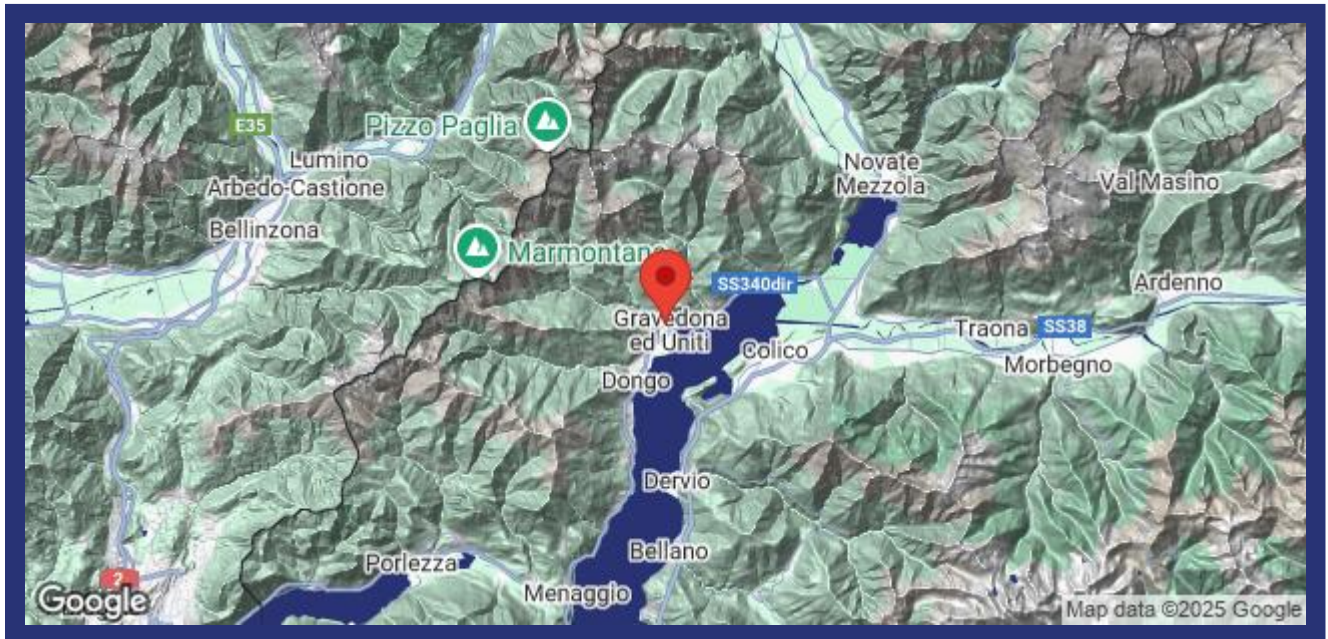 E35
Pizzo Paglia
Lumino
Arbedo-Castione
Bellinzona
Novate
Mezzola
Val Masino
SS340dir
Ardenno
Gravedona
ed Uniti
Traona
SS38
Colico
Morbegno
Dongo
Dervio
Bellano
Porlezza
Menaggio
2
Google
Map data ©2025 Google